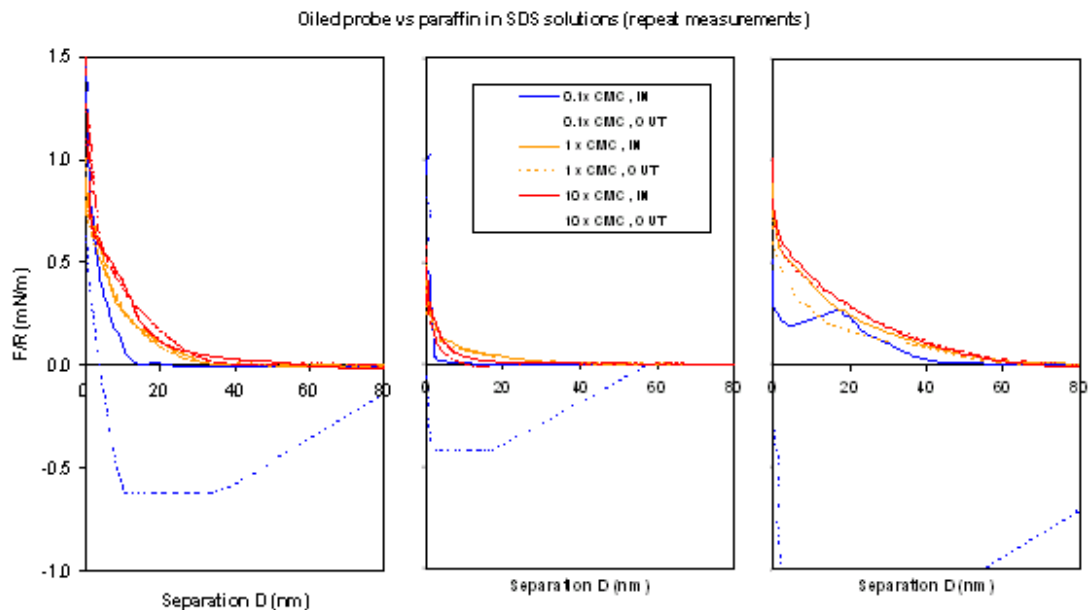 Oiled probe vs paraffin in SDS solutions (repeat measurements)
F/R (mN/m)
1.5
1.0
0.5
0.0
-0.5
-1.0
0 20 40 60 80
0 20 40 60 80
0 20 40 60 80
0.1x CMC, IN
0.1x CMC, OUT
1 x CMC, IN
1 x CMC, OUT
10 x CMC, IN
10 x CMC, OUT
Separation D (nm)
Separation D (nm)
Separation D (nm)